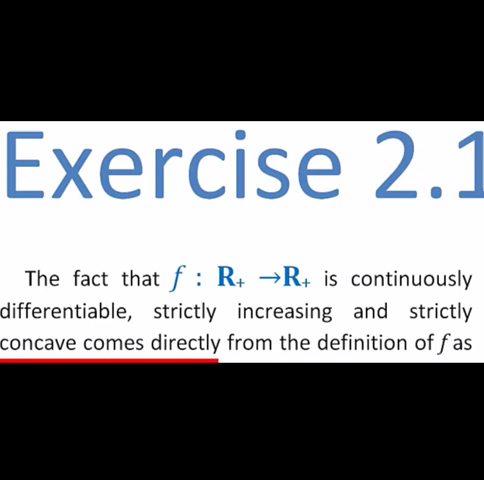 Exercise 2.1
The fact that f : R₊ →R₊ is continuously
differentiable, strictly increasing and strictly
concave comes directly from the definition of f as